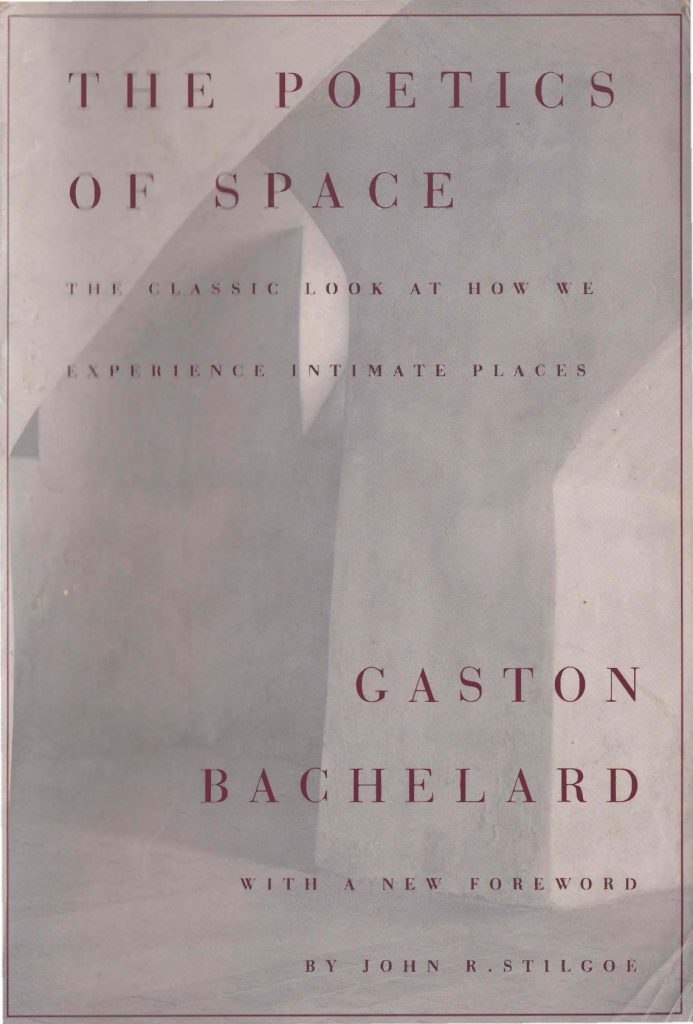 THE POETICS
OF SPACE
THE CLASSIC LOOK AT HOW WE
EXPERIENCE INTIMATE PLACES
GASTON
BACHELARD
WITH A NEW FOREWORD
BY JOHN R. STILGOE